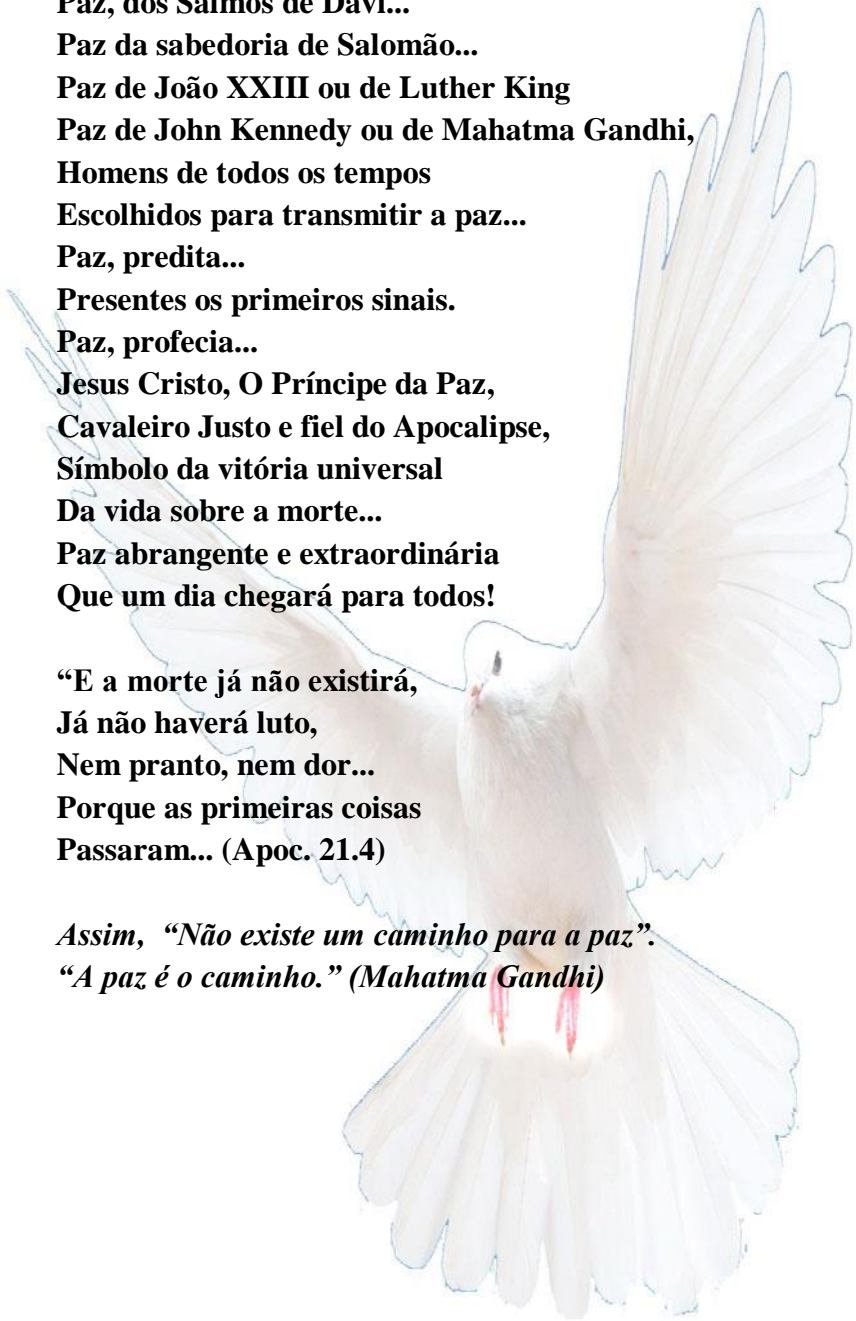 Paz, dos Salmos de Davi...
Paz da sabedoria de Salomão...
Paz de João XXIII ou de Luther King
Paz de John Kennedy ou de Mahatma Gandhi,
Homens de todos os tempos
Escolhidos para transmitir a paz...
Paz, predita...
Presentes os primeiros sinais.
Paz, profecia...
Jesus Cristo, O Príncipe da Paz,
Cavaleiro Justo e fiel do Apocalipse,
Símbolo da vitória universal
Da vida sobre a morte...
Paz abrangente e extraordinária
Que um dia chegará para todos!
“E a morte já não existirá,
Já não haverá luto,
Nem pranto, nem dor...
Porque as primeiras coisas
Passaram... (Apoc. 21.4)
Assim, “Não existe um caminho para a paz”.
“A paz é o caminho.” (Mahatma Gandhi)